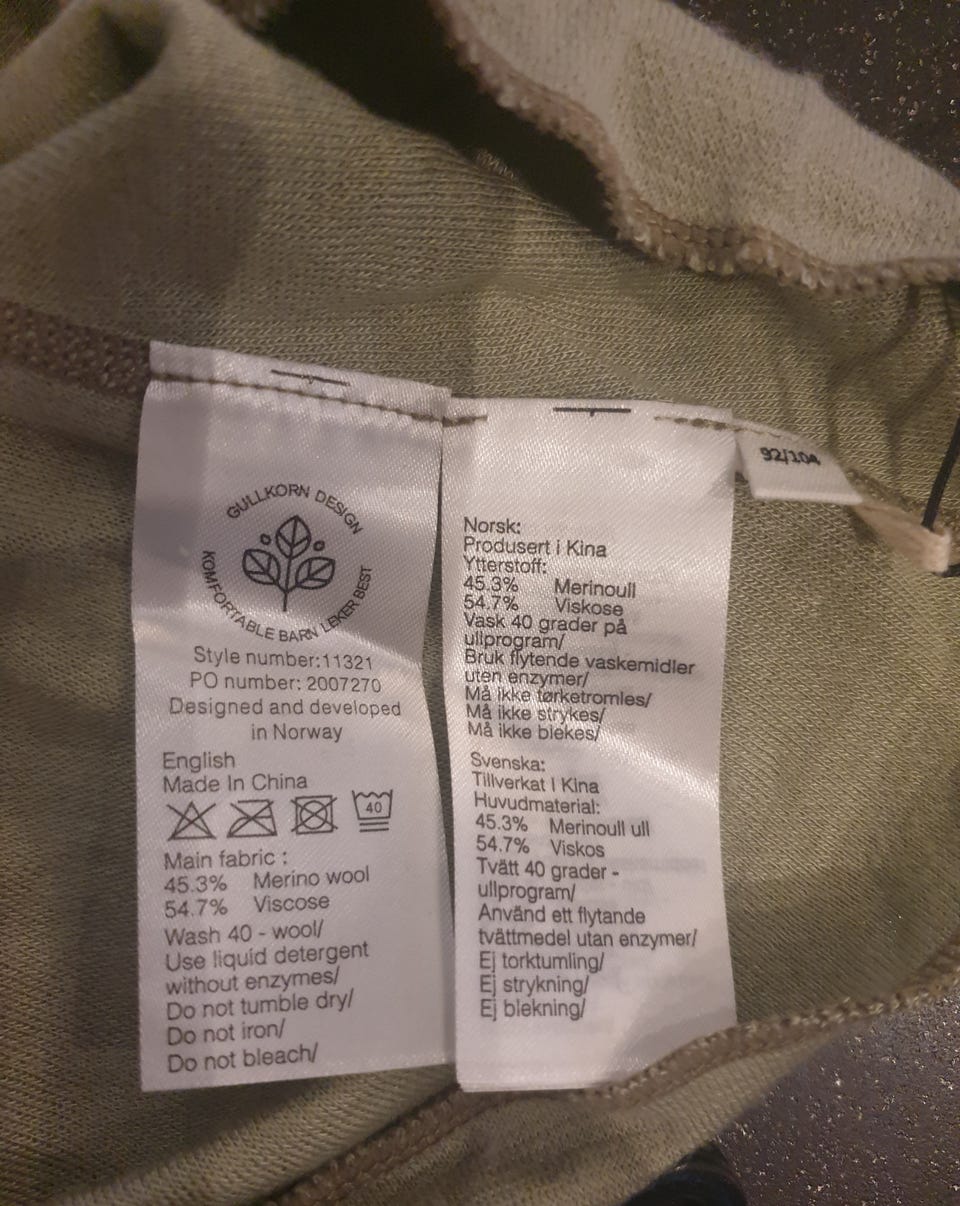 GULLKORN DESIGN
KOMFORTABLE BARN LEKER BEST
Style number:11321
PO number: 2007270
Designed and developed
in Norway
English
Made In China
40
Main fabric :
45.3% Merino wool
54.7% Viscose
Wash 40 - wool/
Use liquid detergent
without enzymes/
Do not tumble dry/
Do not iron/
Do not bleach/
Norsk:
Produsert i Kina
Ytterstoff:
45.3% Merinoull
54.7% Viskose
Vask 40 grader på
ullprogram/
Bruk flytende vaskemidler
uten enzymer/
Må ikke tørketromles/
Må ikke strykes/
Må ikke blekes/
Svenska:
Tillverkat I Kina
Huvudmaterial:
45.3% Merinoull ull
54.7% Viskos
Tvätt 40 grader -
ullprogram/
Använd ett flytande
tvättmedel utan enzymer/
Ej torktumling/
Ej strykning/
Ej blekning/
92/104